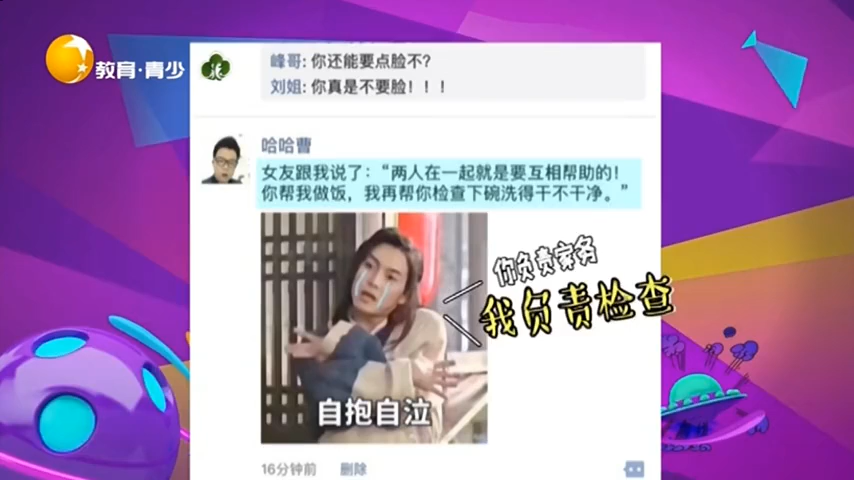 教育·青少
峰哥: 你还能要点脸不?
刘姐: 你真是不要脸！！！
哈哈曹
女友跟我说了：“两人在一起就是要互相帮助的!
你帮我做饭，我再帮你检查下碗洗得干不干净。”
你负责家务
我负责检查
自抱自泣
16分钟前 删除